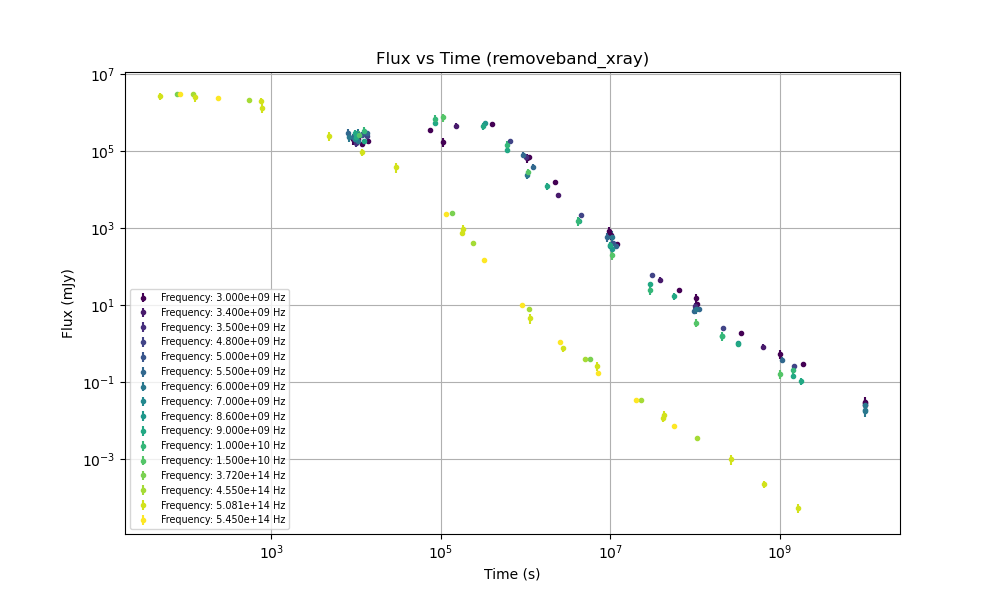 Flux vs Time (removeband_xray)
Flux (mJy)
10^7
10^5
10^3
10^1
10^−1
10^−3
Frequency: 3.000e+09 Hz
Frequency: 3.400e+09 Hz
Frequency: 3.500e+09 Hz
Frequency: 4.800e+09 Hz
Frequency: 5.000e+09 Hz
Frequency: 5.500e+09 Hz
Frequency: 6.000e+09 Hz
Frequency: 7.000e+09 Hz
Frequency: 8.600e+09 Hz
Frequency: 9.000e+09 Hz
Frequency: 1.000e+10 Hz
Frequency: 1.500e+10 Hz
Frequency: 3.720e+14 Hz
Frequency: 4.550e+14 Hz
Frequency: 5.081e+14 Hz
Frequency: 5.450e+14 Hz
10^3 10^5 10^7 10^9
Time (s)